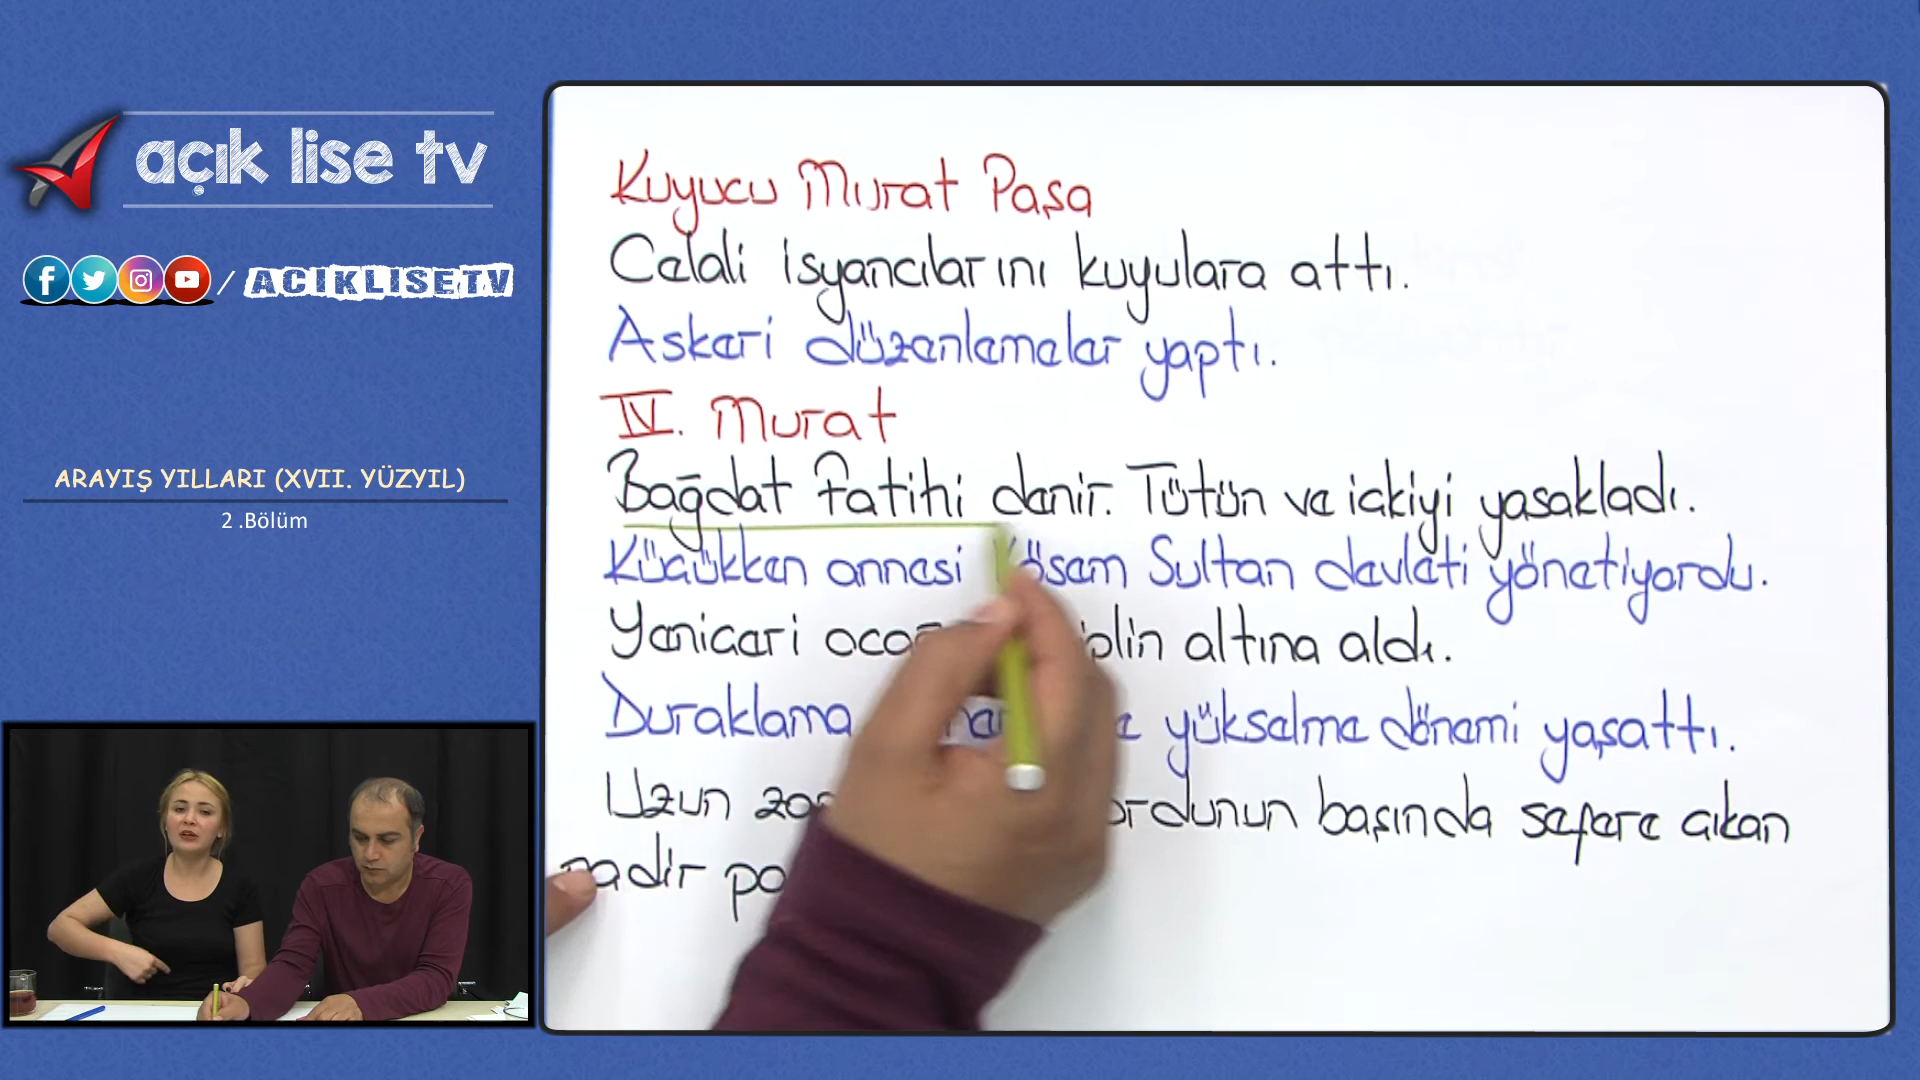 açık lise tv
/ ACIKLISETV
ARAYIŞ YILLARI (XVII. YÜZYIL)
2 .Bölüm
Kuyucu Murat Paşa
Celali isyancılarını kuyulara attı.
Askeri düzenlemeler yaptı.
IV. Murat
Bağdat Fatihi denir. Tütün ve içkiyi yasakladı.
Küçükken annesi Kösem Sultan devleti yönetiyordu.
Yeniçeri altına aldı.
Duraklama yükselme dönemi yaşattı.
Uzun ordunun başında sefere çıkan
nadir